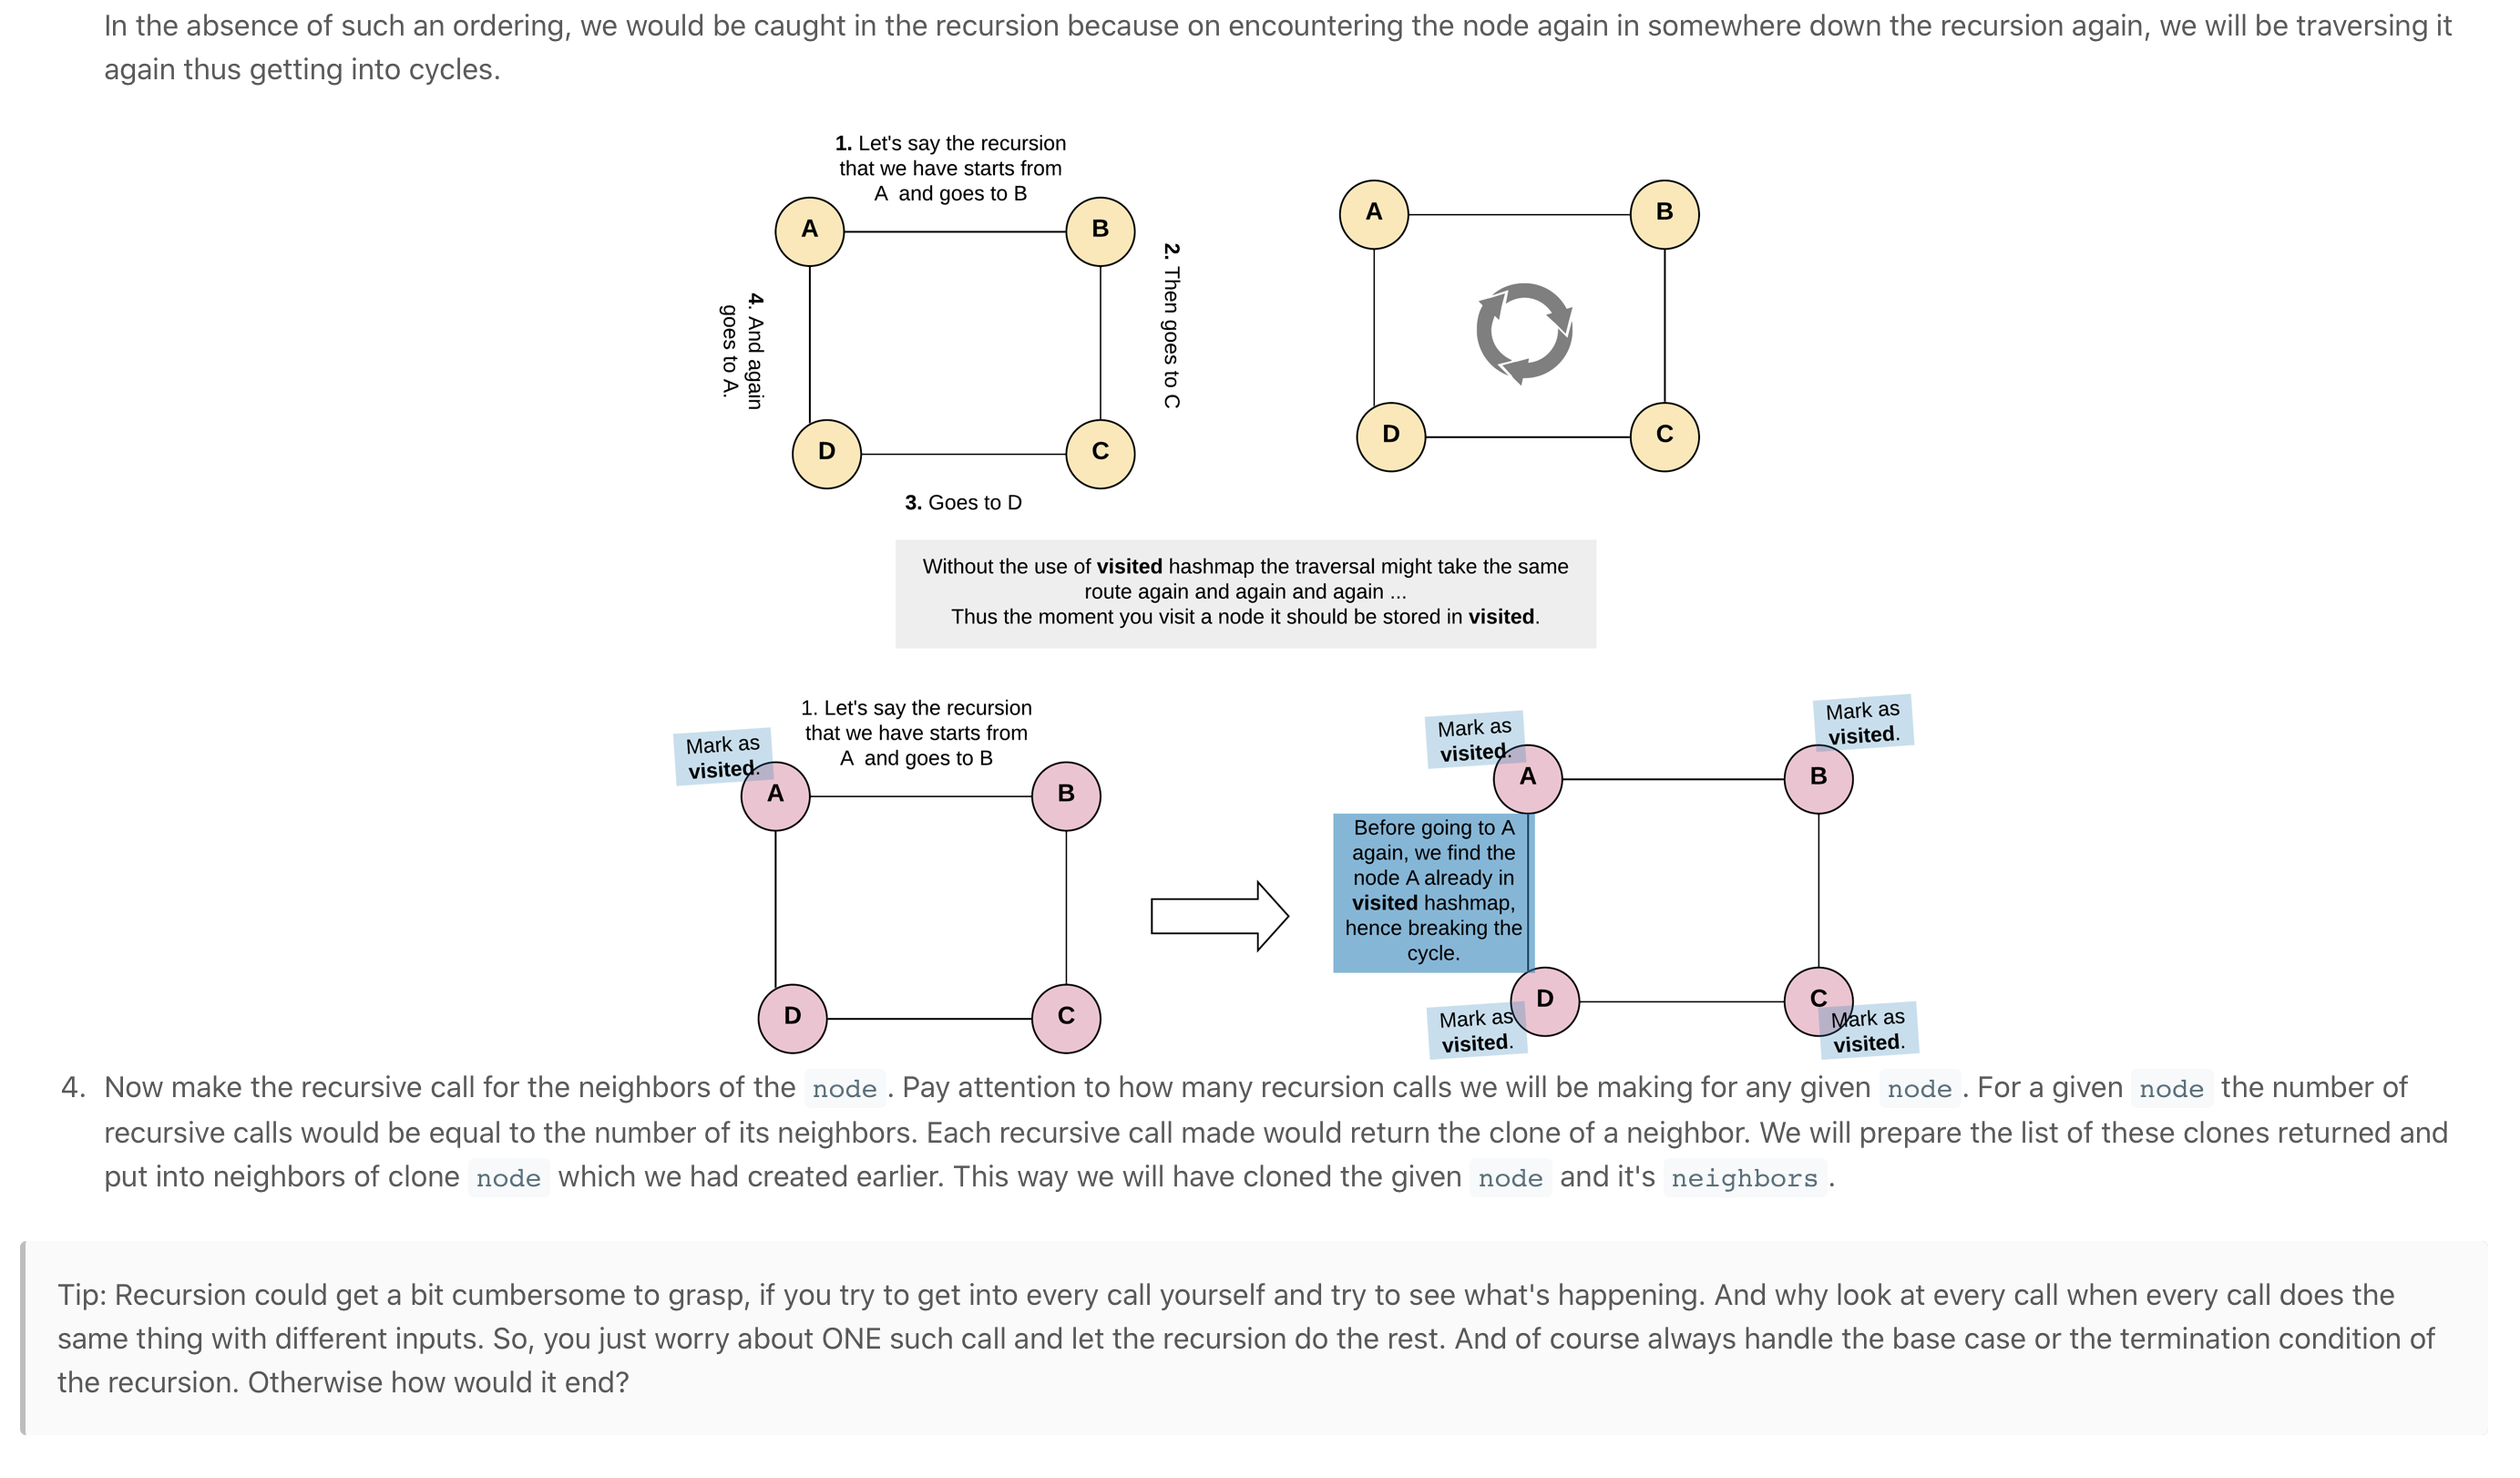 In the absence of such an ordering, we would be caught in the recursion because on encountering the node again in somewhere down the recursion again, we will be traversing it
again thus getting into cycles.
1. Let's say the recursion
that we have starts from
A and goes to B
A
B
2. Then goes to C
4. And again
goes to A.
D
C
3. Goes to D
A
B
D
C
Without the use of visited hashmap the traversal might take the same
route again and again and again ...
Thus the moment you visit a node it should be stored in visited.
1. Let's say the recursion
that we have starts from
A and goes to B
Mark as
visited.
A
B
D
C
Mark as
visited.
A
Mark as
visited.
B
Before going to A
again, we find the
node A already in
visited hashmap,
hence breaking the
cycle.
D
Mark as
visited.
C
Mark as
visited.
4. Now make the recursive call for the neighbors of the node. Pay attention to how many recursion calls we will be making for any given node. For a given node the number of
recursive calls would be equal to the number of its neighbors. Each recursive call made would return the clone of a neighbor. We will prepare the list of these clones returned and
put into neighbors of clone node which we had created earlier. This way we will have cloned the given node and it's neighbors.
Tip: Recursion could get a bit cumbersome to grasp, if you try to get into every call yourself and try to see what's happening. And why look at every call when every call does the
same thing with different inputs. So, you just worry about ONE such call and let the recursion do the rest. And of course always handle the base case or the termination condition of
the recursion. Otherwise how would it end?